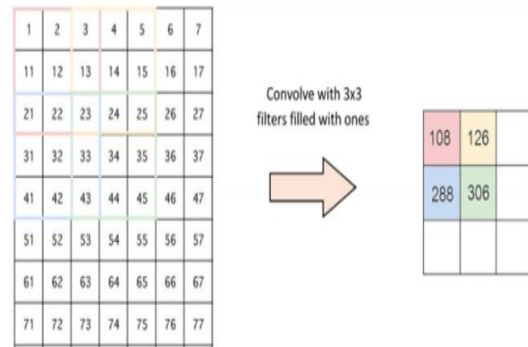 1 2 3 4 5 6 7
11 12 13 14 15 16 17
21 22 23 24 25 26 27
31 32 33 34 35 36 37
41 42 43 44 45 46 47
51 52 53 54 55 56 57
61 62 63 64 65 66 67
71 72 73 74 75 76 77
Convolve with 3x3
filters filled with ones
108 126
288 306